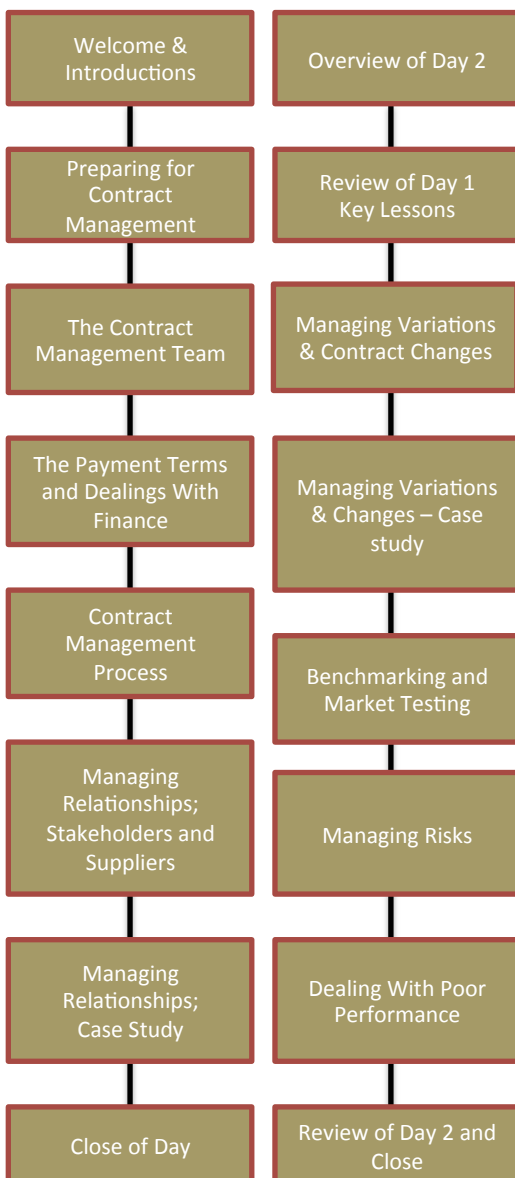 Welcome &
Introductions
Preparing for
Contract
Management
The Contract
Management Team
The Payment Terms
and Dealings With
Finance
Contract
Management
Process
Managing
Relationships;
Stakeholders and
Suppliers
Managing
Relationships;
Case Study
Close of Day
Overview of Day 2
Review of Day 1
Key Lessons
Managing Variations
& Contract Changes
Managing Variations
& Changes – Case
study
Benchmarking and
Market Testing
Managing Risks
Dealing With Poor
Performance
Review of Day 2 and
Close